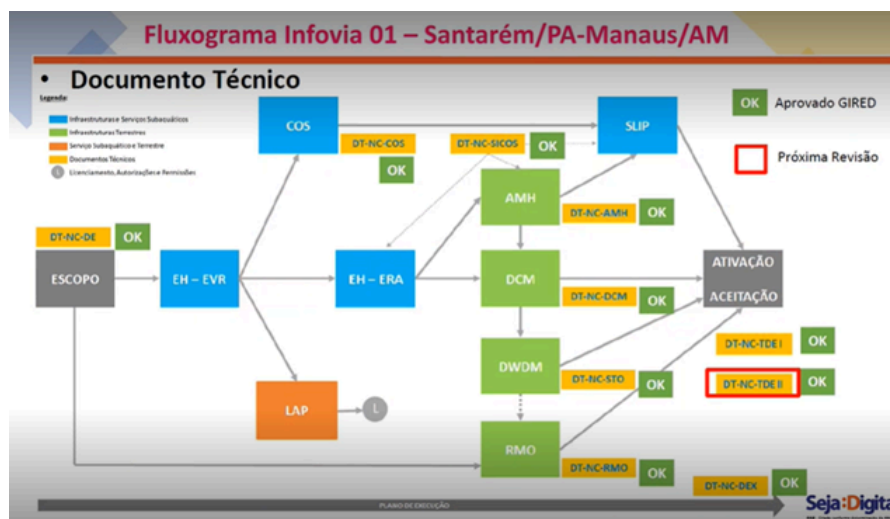 Fluxograma Infovia 01 – Santarém/PA-Manaus/AM
• Documento Técnico
Legenda:
Infraestruturas e Serviços Subaquáticos
Infraestruturas Terrestres
Serviço Subaquático e Terrestre
Documentos Técnicos
L Licenciamento, Autorizações e Permissões
OK Aprovado GIRED
Próxima Revisão
COS
DT-NC-COS
OK
DT-NC-SICOS
OK
SLIP
AMH
DT-NC-AMH
OK
DT-NC-DE
OK
ESCOPO
EH – EVR
EH – ERA
DCM
DT-NC-DCM
OK
ATIVAÇÃO
ACEITAÇÃO
DT-NC-TDE I
OK
DWDM
DT-NC-STO
OK
DT-NC-TDE II
OK
LAP
L
RMO
DT-NC-RMO
OK
DT-NC-DEX
OK
PLANO DE EXECUÇÃO
Seja:Digital